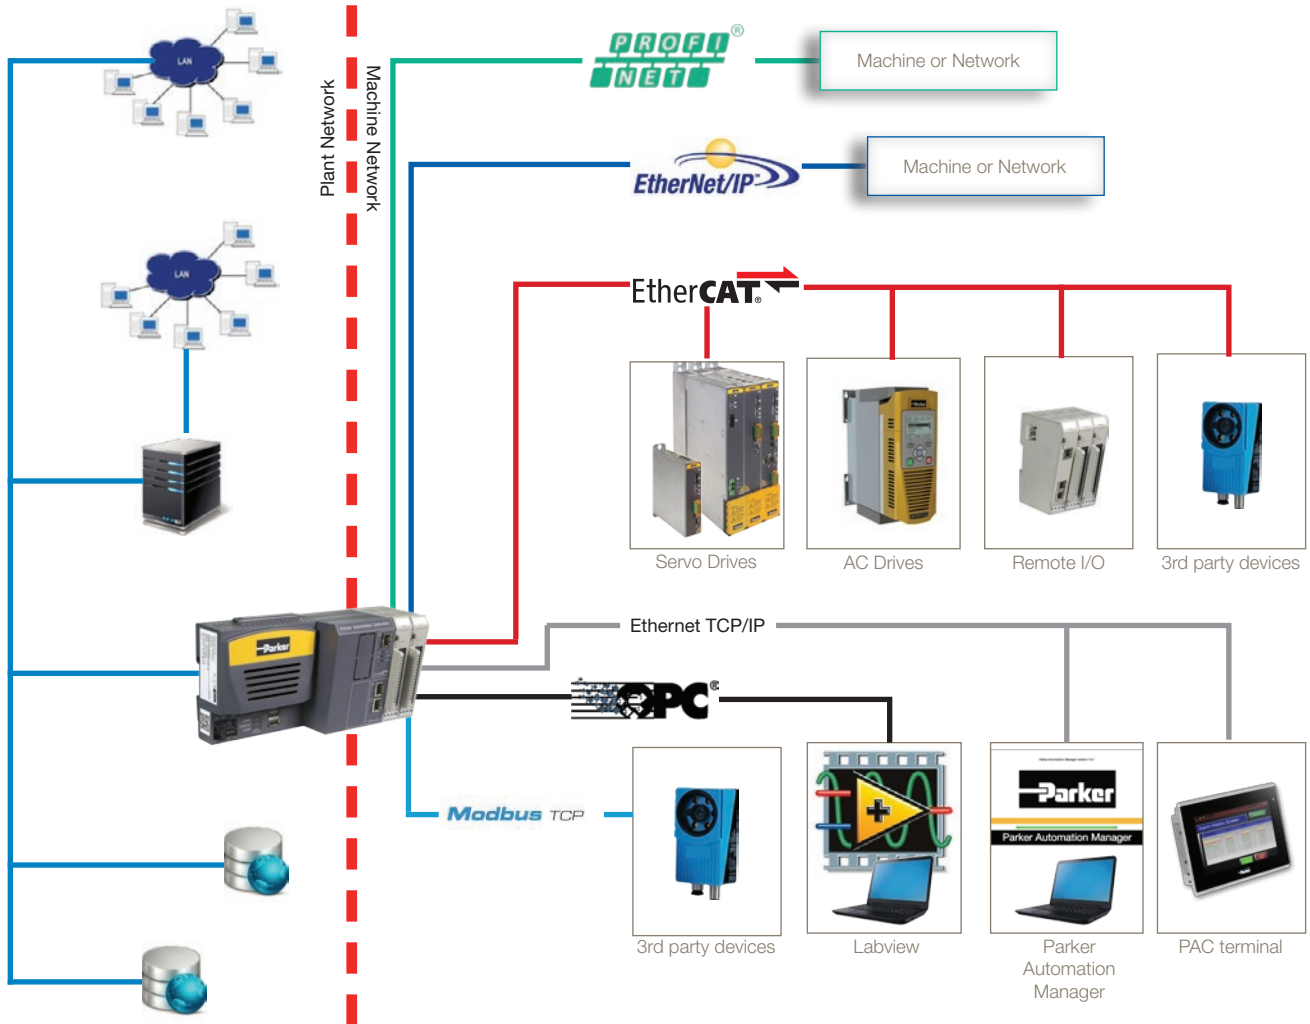 PROFI
NET®
Machine or Network
LAN
Plant Network
Machine Network
EtherNet/IP™
Machine or Network
LAN
EtherCAT®
Parker
Servo Drives
AC Drives
Remote I/O
3rd party devices
Ethernet TCP/IP
Parker
OPC®
Modbus TCP
Parker
Parker Automation Manager
3rd party devices
Labview
Parker
Automation
Manager
PAC terminal